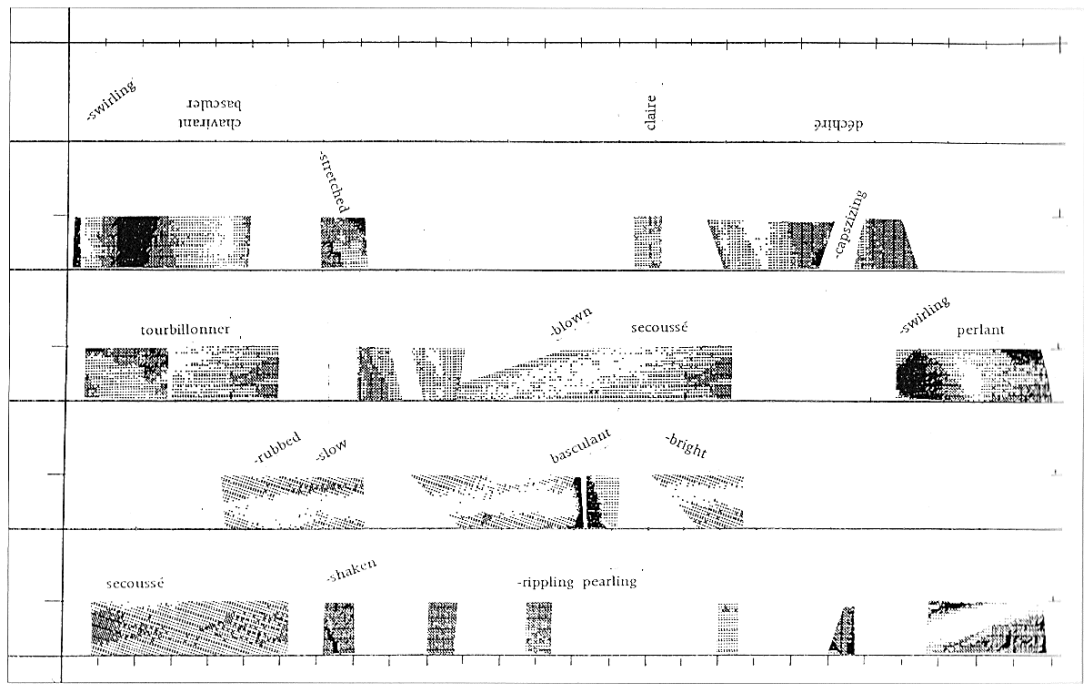 -swirling
chavirant
basculer
claire
déchiré
-stretched
-capszizing
tourbillonner
-blown
secoussé
-swirling
perlant
-rubbed
-slow
basculant
-bright
secoussé
-shaken
-rippling pearling